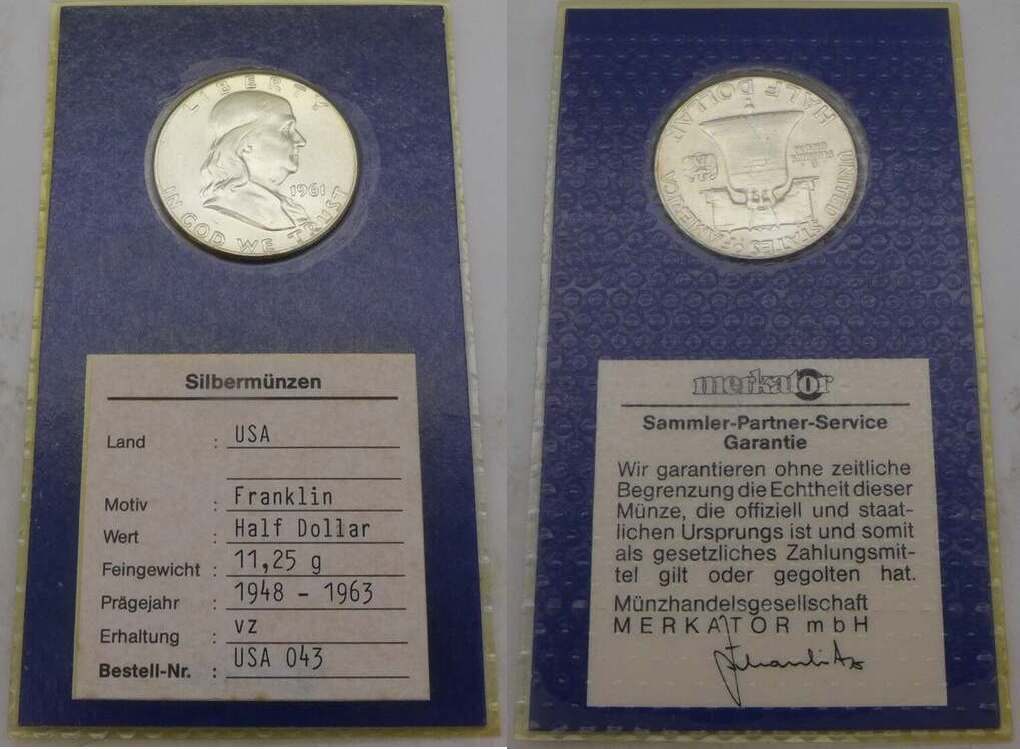 LIBERTY
1961
IN GOD WE TRUST
Silbermünzen
Land : USA
Motiv : Franklin
Wert : Half Dollar
Feingewicht : 11,25 g
Prägejahr : 1948 - 1963
Erhaltung : vz
Bestell-Nr. : USA 043
UNITED STATES OF AMERICA
HALF DOLLAR
merkator
Sammler-Partner-Service
Garantie
Wir garantieren ohne zeitliche
Begrenzung die Echtheit dieser
Münze, die offiziell und staat-
lichen Ursprungs ist und somit
als gesetzliches Zahlungsmit-
tel gilt oder gegolten hat.
Münzhandelsgesellschaft
MERKATOR mbH